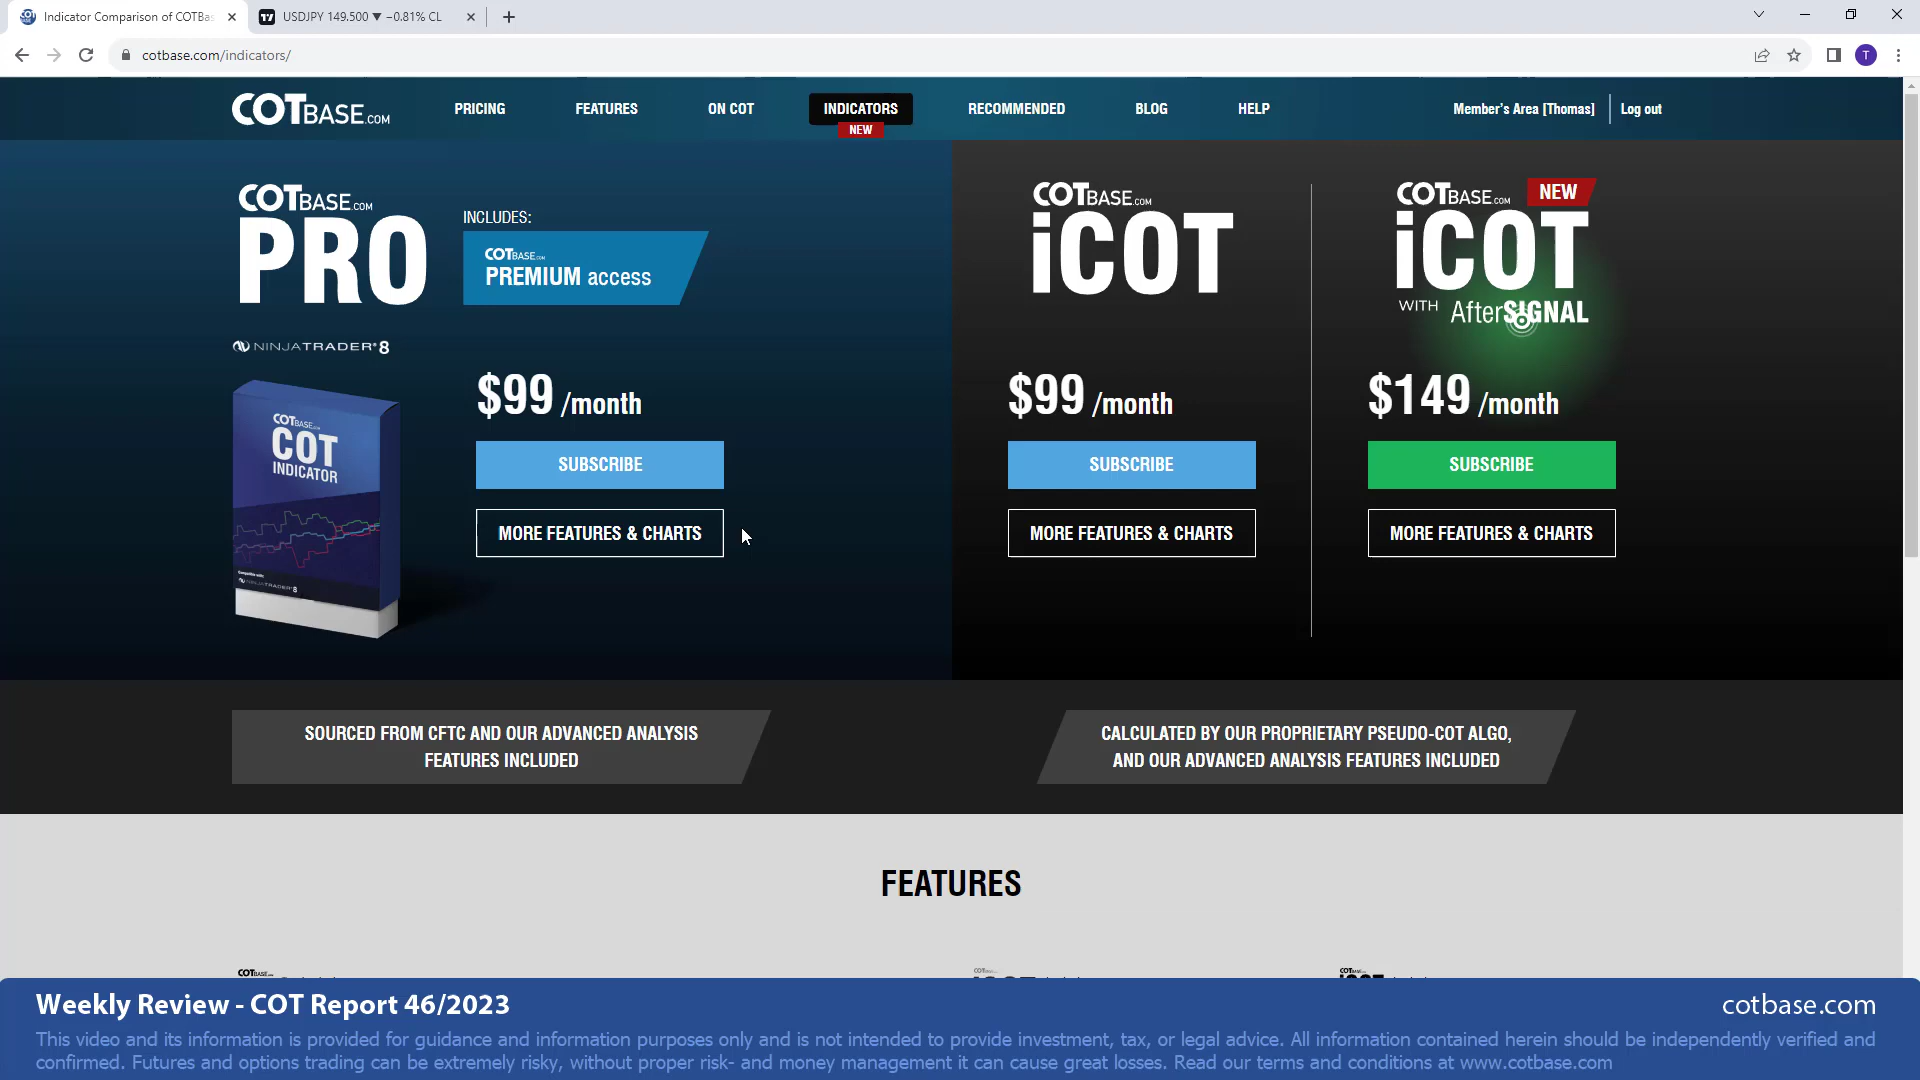 Indicator Comparison of COTBas
USDJPY 149.500 ▼ −0.81% CL
cotbase.com/indicators/
T
COTBASE.COM
PRICING
FEATURES
ON COT
INDICATORS
NEW
RECOMMENDED
BLOG
HELP
Member's Area [Thomas]
Log out
COTBASE.COM
PRO
INCLUDES:
COTBASE.COM
PREMIUM access
NINJATRADER®8
COTBASE.COM
COT
INDICATOR
NINJATRADER®8
$99 /month
SUBSCRIBE
MORE FEATURES & CHARTS
COTBASE.COM
iCOT
$99 /month
SUBSCRIBE
MORE FEATURES & CHARTS
COTBASE.COM
NEW
iCOT
WITH AfterSIGNAL
$149 /month
SUBSCRIBE
MORE FEATURES & CHARTS
SOURCED FROM CFTC AND OUR ADVANCED ANALYSIS
FEATURES INCLUDED
CALCULATED BY OUR PROPRIETARY PSEUDO-COT ALGO,
AND OUR ADVANCED ANALYSIS FEATURES INCLUDED
FEATURES
Weekly Review - COT Report 46/2023
cotbase.com
This video and its information is provided for guidance and information purposes only and is not intended to provide investment, tax, or legal advice. All information contained herein should be independently verified and
confirmed. Futures and options trading can be extremely risky, without proper risk- and money management it can cause great losses. Read our terms and conditions at www.cotbase.com